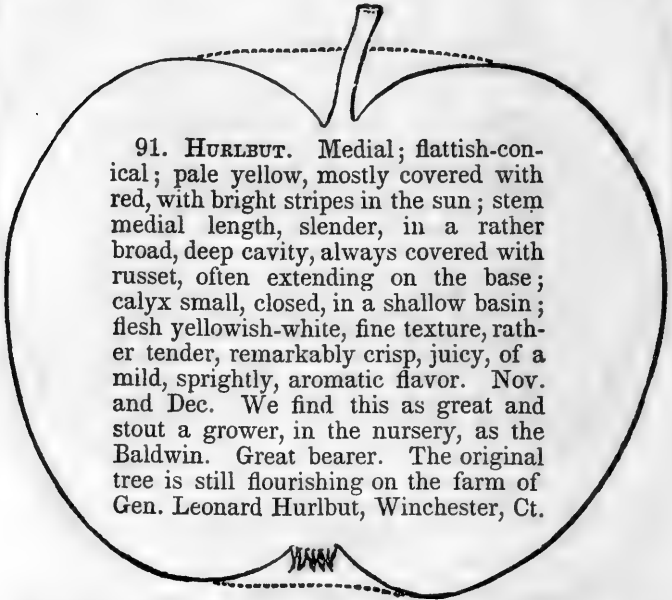 91. HURLBUT. Medial; flattish-con-
ical; pale yellow, mostly covered with
red, with bright stripes in the sun; stem
medial length, slender, in a rather
broad, deep cavity, always covered with
russet, often extending on the base;
calyx small, closed, in a shallow basin;
flesh yellowish-white, fine texture, rath-
er tender, remarkably crisp, juicy, of a
mild, sprightly, aromatic flavor. Nov.
and Dec. We find this as great and
stout a grower, in the nursery, as the
Baldwin. Great bearer. The original
tree is still flourishing on the farm of
Gen. Leonard Hurlbut, Winchester, Ct.